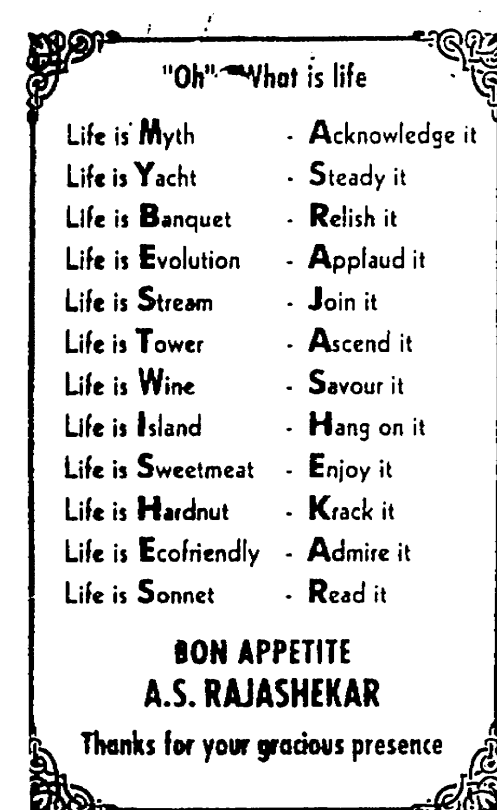 "Oh" What is life
Life is Myth - Acknowledge it
Life is Yacht - Steady it
Life is Banquet - Relish it
Life is Evolution - Applaud it
Life is Stream - Join it
Life is Tower - Ascend it
Life is Wine - Savour it
Life is Island - Hang on it
Life is Sweetmeat - Enjoy it
Life is Hardnut - Krack it
Life is Ecofriendly - Admire it
Life is Sonnet - Read it
BON APPETITE
A.S. RAJASHEKAR
Thanks for your gracious presence